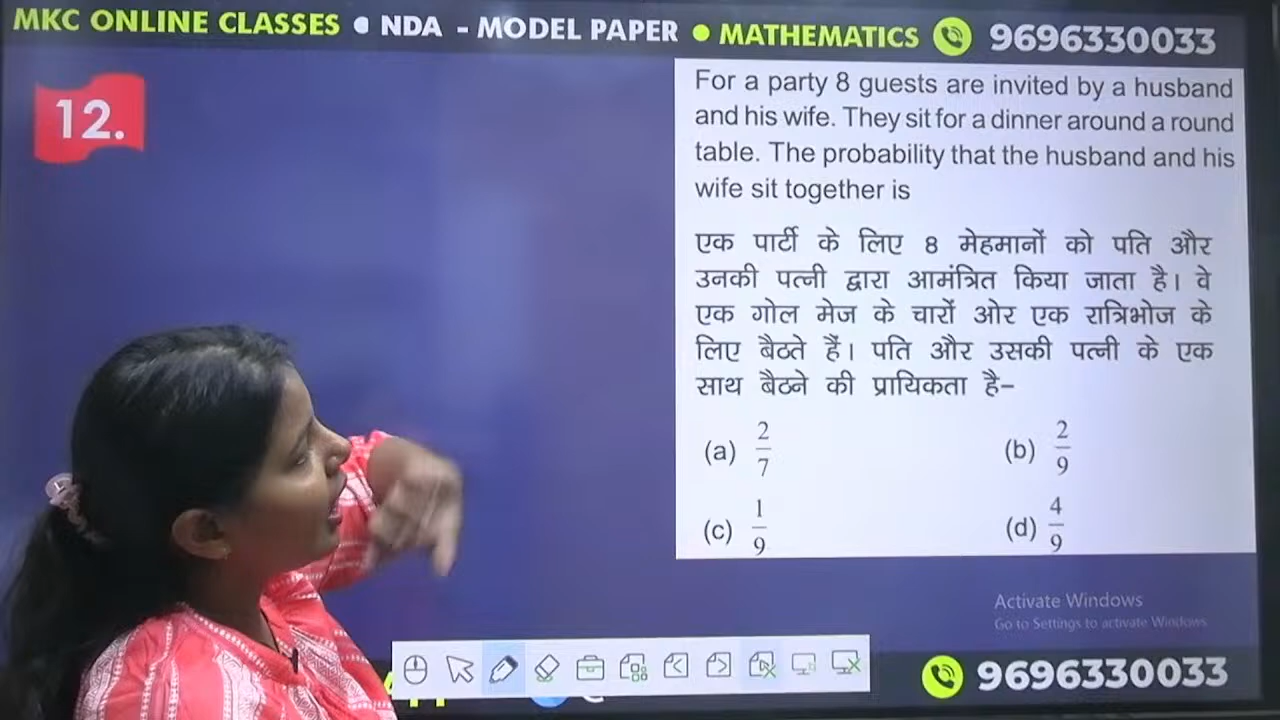 MKC ONLINE CLASSES ● NDA - MODEL PAPER ● MATHEMATICS 9696330033
12.
For a party 8 guests are invited by a husband
and his wife. They sit for a dinner around a round
table. The probability that the husband and his
wife sit together is
एक पार्टी के लिए 8 मेहमानों को पति और
उनकी पत्नी द्वारा आमंत्रित किया जाता है। वे
एक गोल मेज के चारों ओर एक रात्रिभोज के
लिए बैठते हैं। पति और उसकी पत्नी के एक
साथ बैठने की प्रायिकता है–
(a) 2/7 (b) 2/9
(c) 1/9 (d) 4/9
Activate Windows
Go to Settings to activate Windows.
9696330033